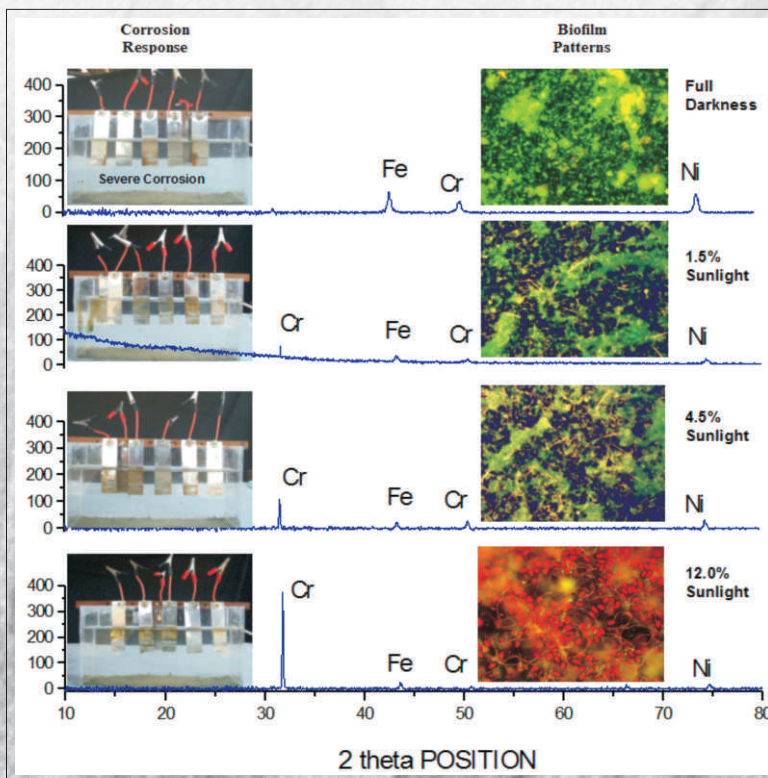 Corrosion
Response
Biofilm
Patterns
400
300
200
100
0
Severe Corrosion
Fe
Cr
Ni
Full
Darkness
400
300
200
100
0
Cr
Fe
Cr
Ni
1.5%
Sunlight
400
300
200
100
0
Cr
Fe
Cr
Ni
4.5%
Sunlight
400
300
200
100
0
Cr
Fe
Cr
Ni
12.0%
Sunlight
10 20 30 40 50 60 70 80
2 theta POSITION